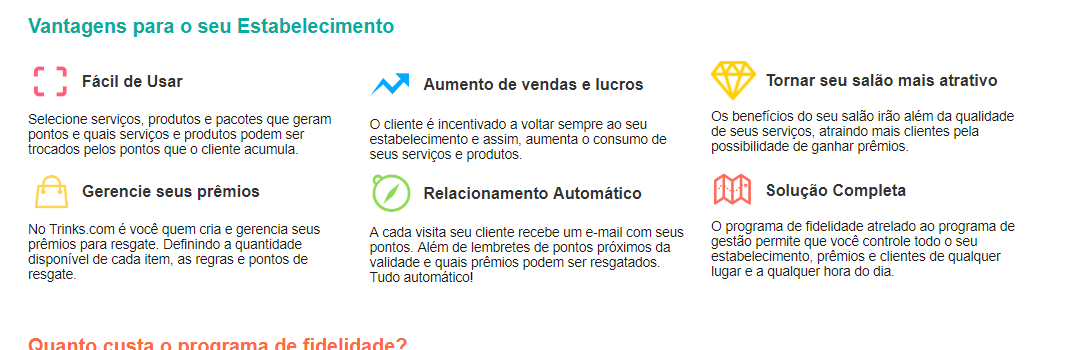 Vantagens para o seu Estabelecimento
Fácil de Usar
Selecione serviços, produtos e pacotes que geram
pontos e quais serviços e produtos podem ser
trocados pelos pontos que o cliente acumula.
Aumento de vendas e lucros
O cliente é incentivado a voltar sempre ao seu
estabelecimento e assim, aumenta o consumo de
seus serviços e produtos.
Tornar seu salão mais atrativo
Os benefícios do seu salão irão além da qualidade
de seus serviços, atraindo mais clientes pela
possibilidade de ganhar prêmios.
Gerencie seus prêmios
No Trinks.com é você quem cria e gerencia seus
prêmios para resgate. Definindo a quantidade
disponível de cada item, as regras e pontos de
resgate.
Relacionamento Automático
A cada visita seu cliente recebe um e-mail com seus
pontos. Além de lembretes de pontos próximos da
validade e quais prêmios podem ser resgatados.
Tudo automático!
Solução Completa
O programa de fidelidade atrelado ao programa de
gestão permite que você controle todo o seu
estabelecimento, prêmios e clientes de qualquer
lugar e a qualquer hora do dia.
Quanto custa o programa de fidelidade?